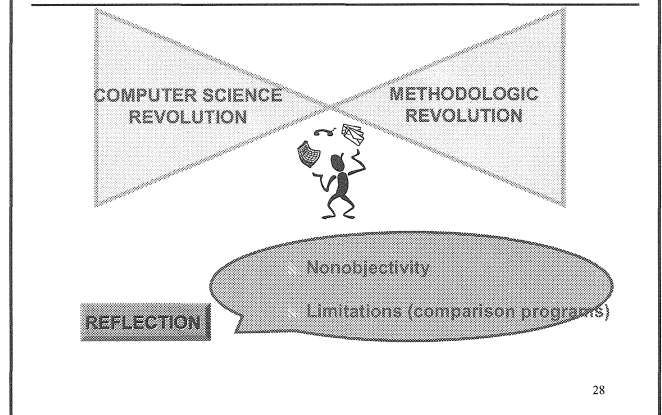 COMPUTER SCIENCE
REVOLUTION
METHODOLOGIC
REVOLUTION
Nonobjectivity
Limitations (comparison programs)
REFLECTION
28